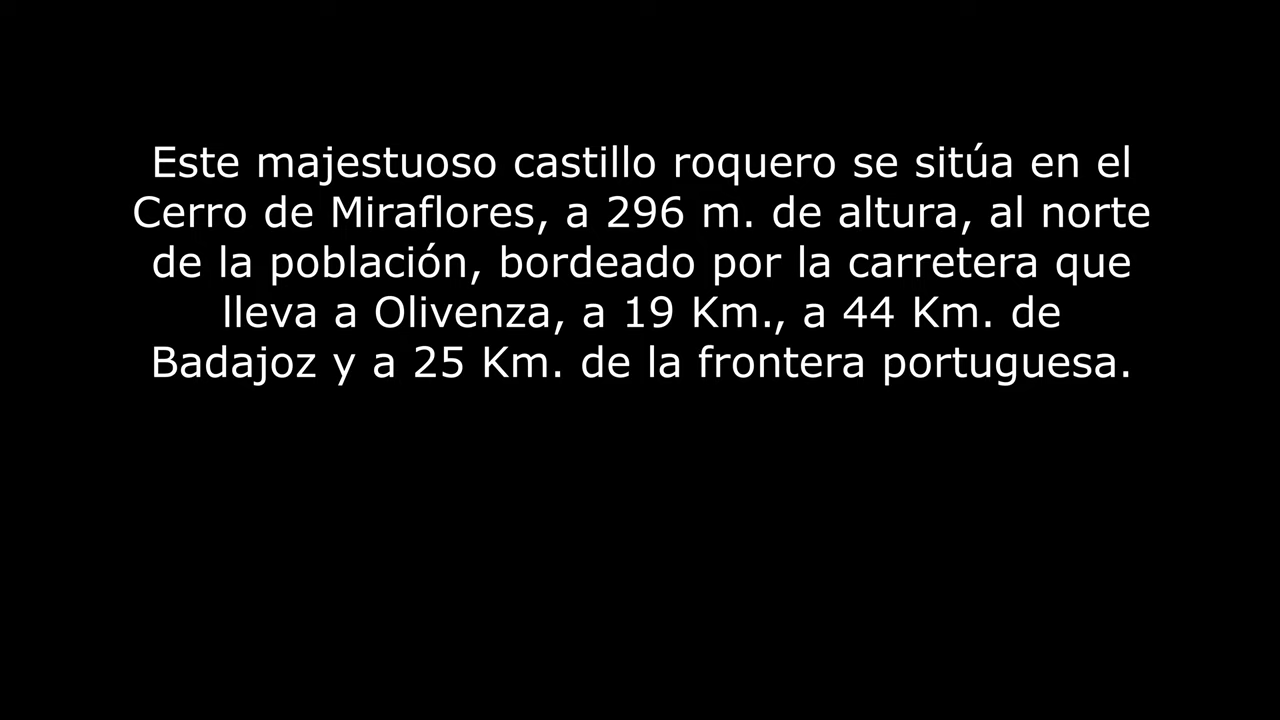 Este majestuoso castillo roquero se sitúa en el
Cerro de Miraflores, a 296 m. de altura, al norte
de la población, bordeado por la carretera que
lleva a Olivenza, a 19 Km., a 44 Km. de
Badajoz y a 25 Km. de la frontera portuguesa.